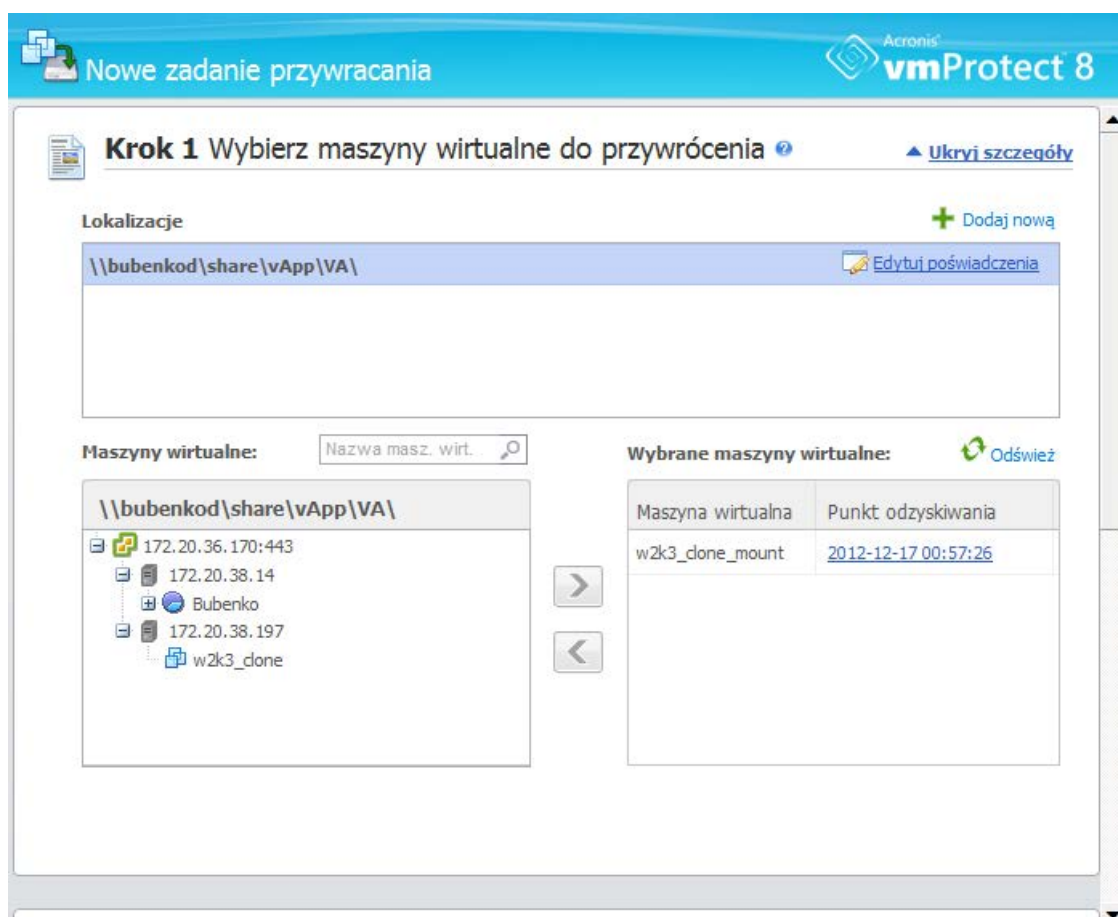 Nowe zadanie przywracania
Acronis
vmProtect 8
Krok 1 Wybierz maszyny wirtualne do przywrócenia
Ukryj szczegóły
Lokalizacje
Dodaj nową
\\bubenkod\share\vApp\VA\
Edytuj poświadczenia
Maszyny wirtualne:
Nazwa masz. wirt.
Wybrane maszyny wirtualne:
Odśwież
\\bubenkod\share\vApp\VA\
Maszyna wirtualna
Punkt odzyskiwania
172.20.36.170:443
w2k3_clone_mount
2012-12-17 00:57:26
172.20.38.14
Bubenko
172.20.38.197
w2k3_clone